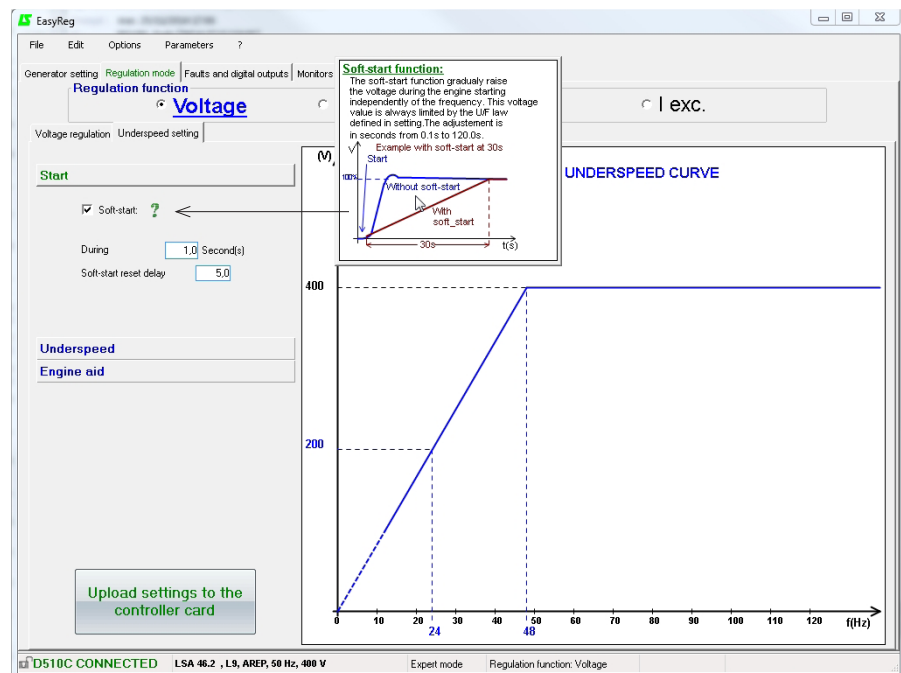 EasyReg
File Edit Options Parameters ?
Generator setting Regulation mode Faults and digital outputs Monitors
Regulation function
Voltage
I exc.
Voltage regulation Underspeed setting
Soft-start function:
The soft-start function gradualy raise
the voltage during the engine starting
independently of the frequency. This voltage
value is always limited by the U/F law
defined in setting.The adjustement is
in seconds from 0.1s to 120.0s.
Example with soft-start at 30s
Start
100%
Without soft-start
With
soft_start
30s
t(s)
Start
Soft-start: ?
During 1,0 Second(s)
Soft-start reset delay 5,0
Underspeed
Engine aid
Upload settings to the
controller card
(V)
UNDERSPEED CURVE
400
200
0 10 20 30 40 50 60 70 80 90 100 110 120 f(Hz)
24 48
D510C CONNECTED LSA 46.2 , L9, AREP, 50 Hz, 400 V Expert mode Regulation function: Voltage